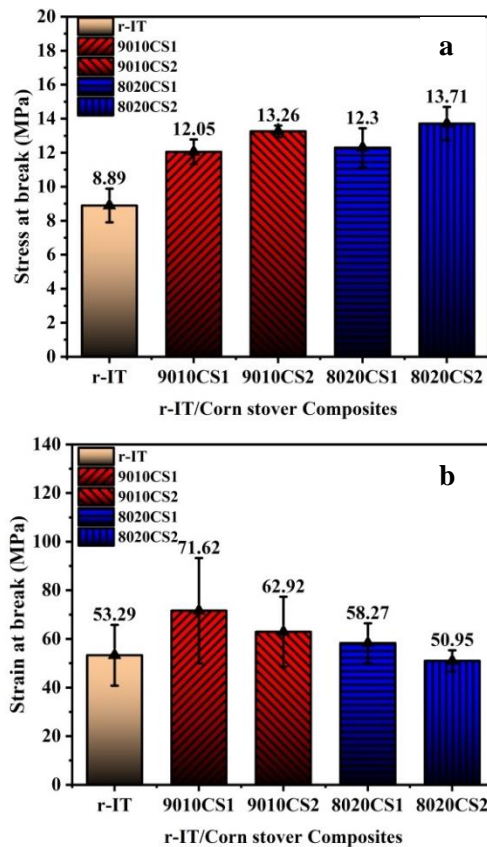 a
r-IT
9010CS1
9010CS2
8020CS1
8020CS2
20
18
16
14
12
10
8
6
4
2
0
Stress at break (MPa)
8.89
12.05
13.26
12.3
13.71
r-IT 9010CS1 9010CS2 8020CS1 8020CS2
r-IT/Corn stover Composites
b
r-IT
9010CS1
9010CS2
8020CS1
8020CS2
140
120
100
80
60
40
20
0
Strain at break (MPa)
53.29
71.62
62.92
58.27
50.95
r-IT 9010CS1 9010CS2 8020CS1 8020CS2
r-IT/Corn stover Composites